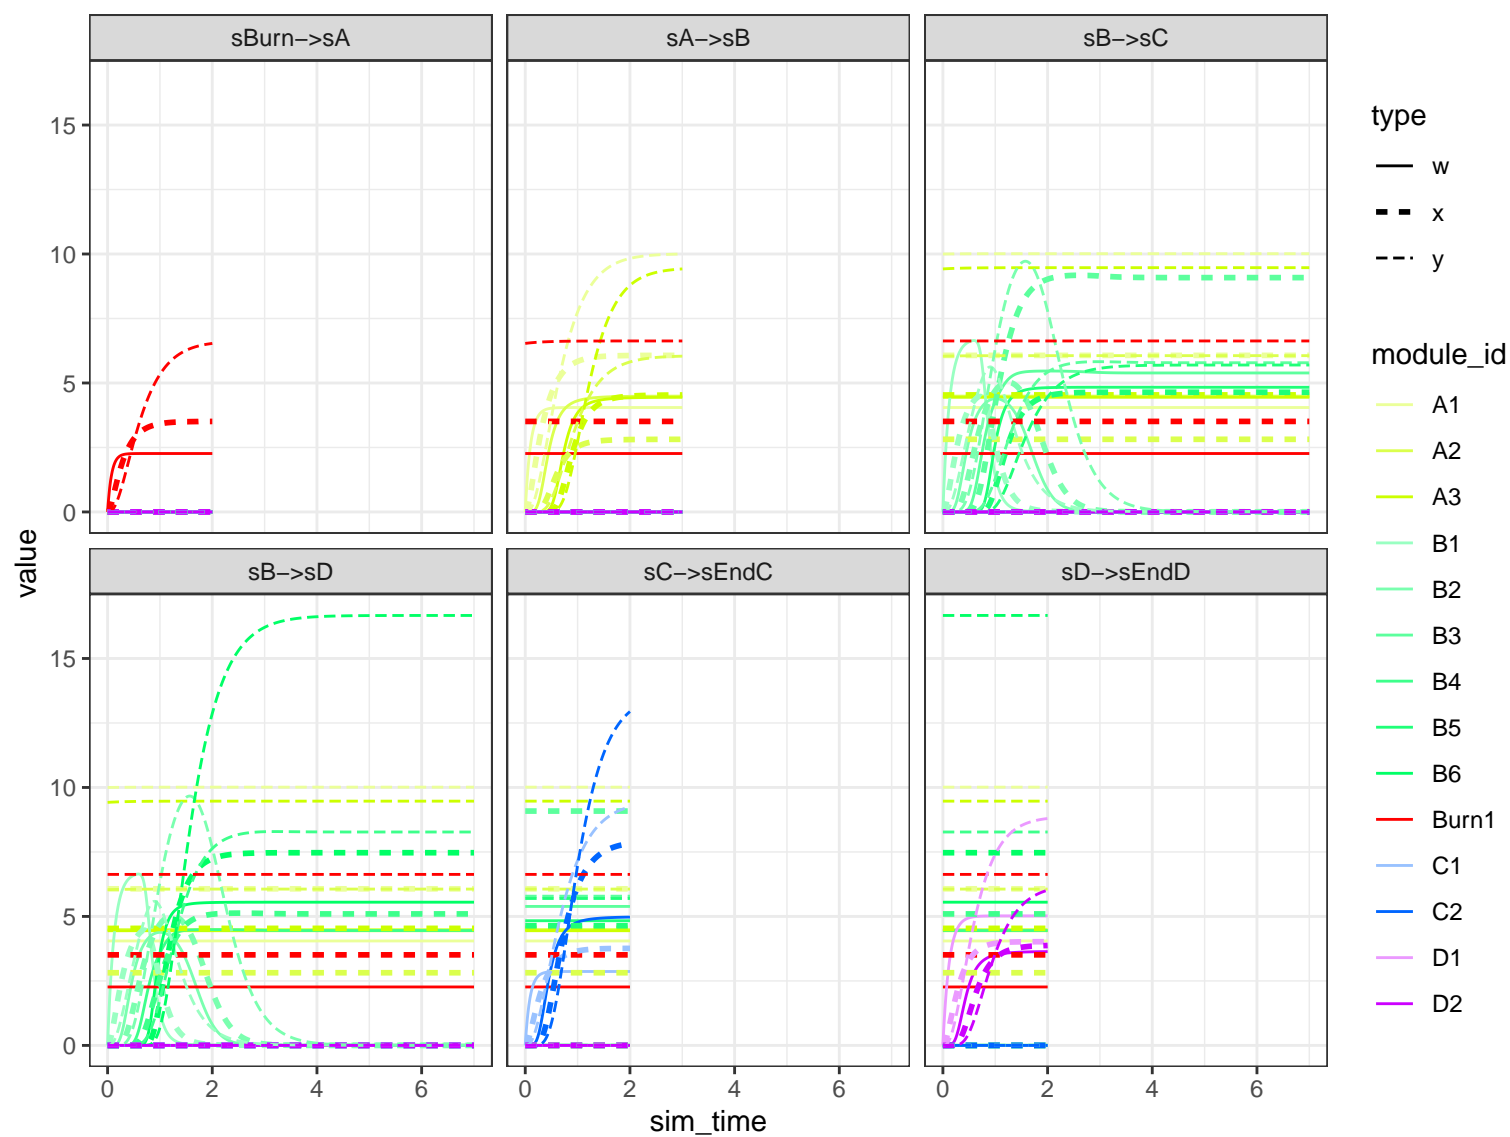 sBurn−>sA
sA−>sB
sB−>sC
15
10
5
0
sB−>sD
sC−>sEndC
sD−>sEndD
15
10
5
0
0 2 4 6
0 2 4 6
0 2 4 6
sim_time
value
type
w
x
y
module_id
A1
A2
A3
B1
B2
B3
B4
B5
B6
Burn1
C1
C2
D1
D2